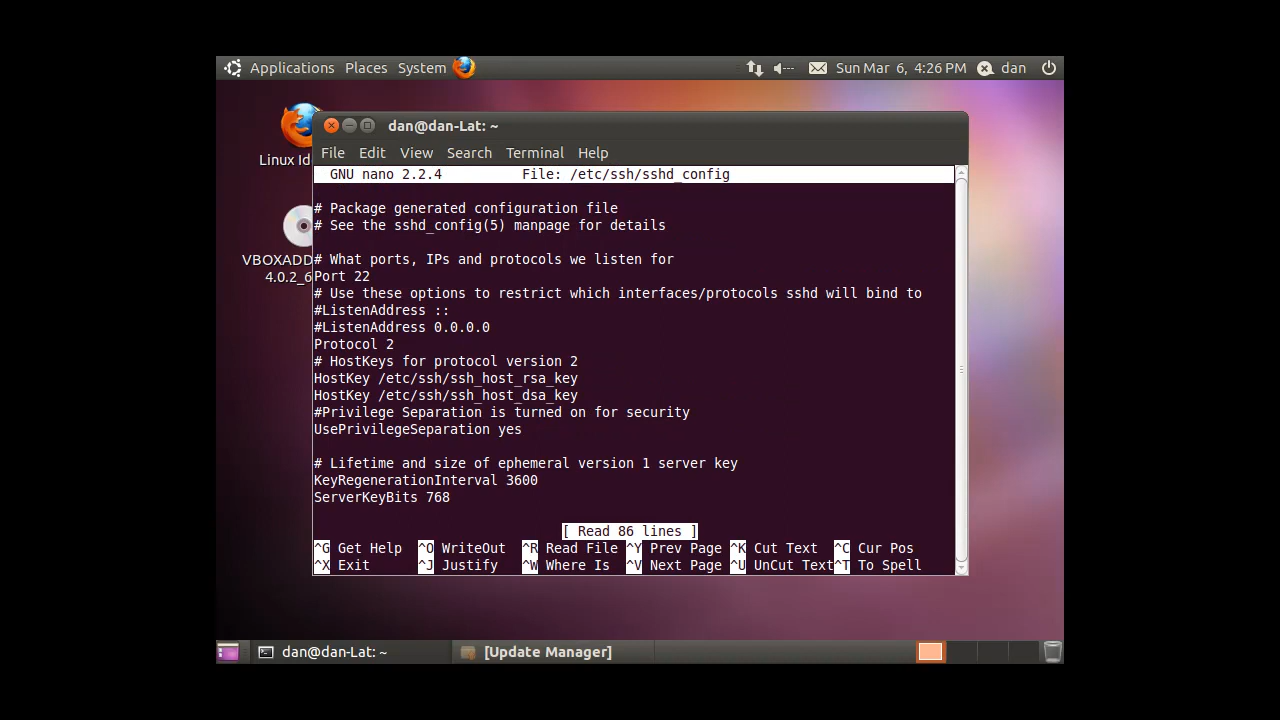 Applications Places System Sun Mar 6, 4:26 PM dan
dan@dan-Lat: ~
File Edit View Search Terminal Help
Linux
GNU nano 2.2.4 File: /etc/ssh/sshd_config
# Package generated configuration file
# See the sshd_config(5) manpage for details
VBOXADD
4.0.2_6
# What ports, IPs and protocols we listen for
Port 22
# Use these options to restrict which interfaces/protocols sshd will bind to
#ListenAddress ::
#ListenAddress 0.0.0.0
Protocol 2
# HostKeys for protocol version 2
HostKey /etc/ssh/ssh_host_rsa_key
HostKey /etc/ssh/ssh_host_dsa_key
#Privilege Separation is turned on for security
UsePrivilegeSeparation yes
# Lifetime and size of ephemeral version 1 server key
KeyRegenerationInterval 3600
ServerKeyBits 768
[ Read 86 lines ]
^G Get Help ^O WriteOut ^R Read File ^Y Prev Page ^K Cut Text ^C Cur Pos
^X Exit ^J Justify ^W Where Is ^V Next Page ^U UnCut Text ^T To Spell
dan@dan-Lat: ~ [Update Manager]